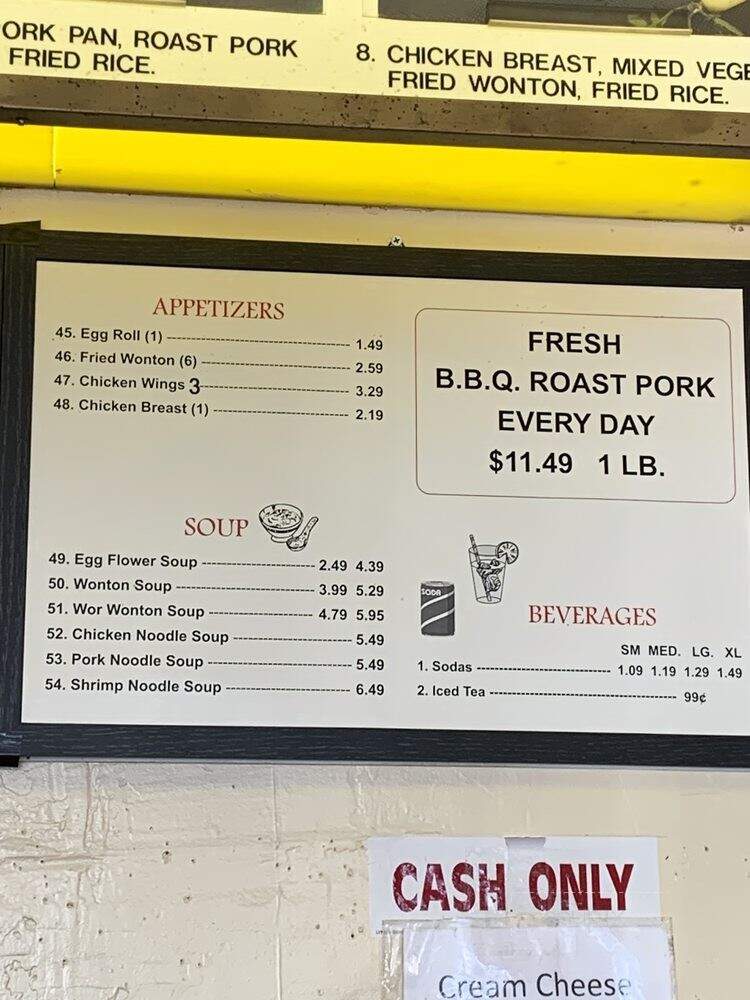 ORK PAN, ROAST PORK
FRIED RICE.
8. CHICKEN BREAST, MIXED VEGE
FRIED WONTON, FRIED RICE.
APPETIZERS
45. Egg Roll (1) ---------- 1.49
46. Fried Wonton (6) ---------- 2.59
47. Chicken Wings 3 ---------- 3.29
48. Chicken Breast (1) ---------- 2.19
FRESH
B.B.Q. ROAST PORK
EVERY DAY
$11.49 1 LB.
SOUP
49. Egg Flower Soup ---------- 2.49 4.39
50. Wonton Soup ---------- 3.99 5.29
51. Wor Wonton Soup ---------- 4.79 5.95
52. Chicken Noodle Soup ---------- 5.49
53. Pork Noodle Soup ---------- 5.49
54. Shrimp Noodle Soup ---------- 6.49
SODA
BEVERAGES
SM MED. LG. XL
1. Sodas ---------- 1.09 1.19 1.29 1.49
2. Iced Tea ---------- 99¢
CASH ONLY
Cream Cheese